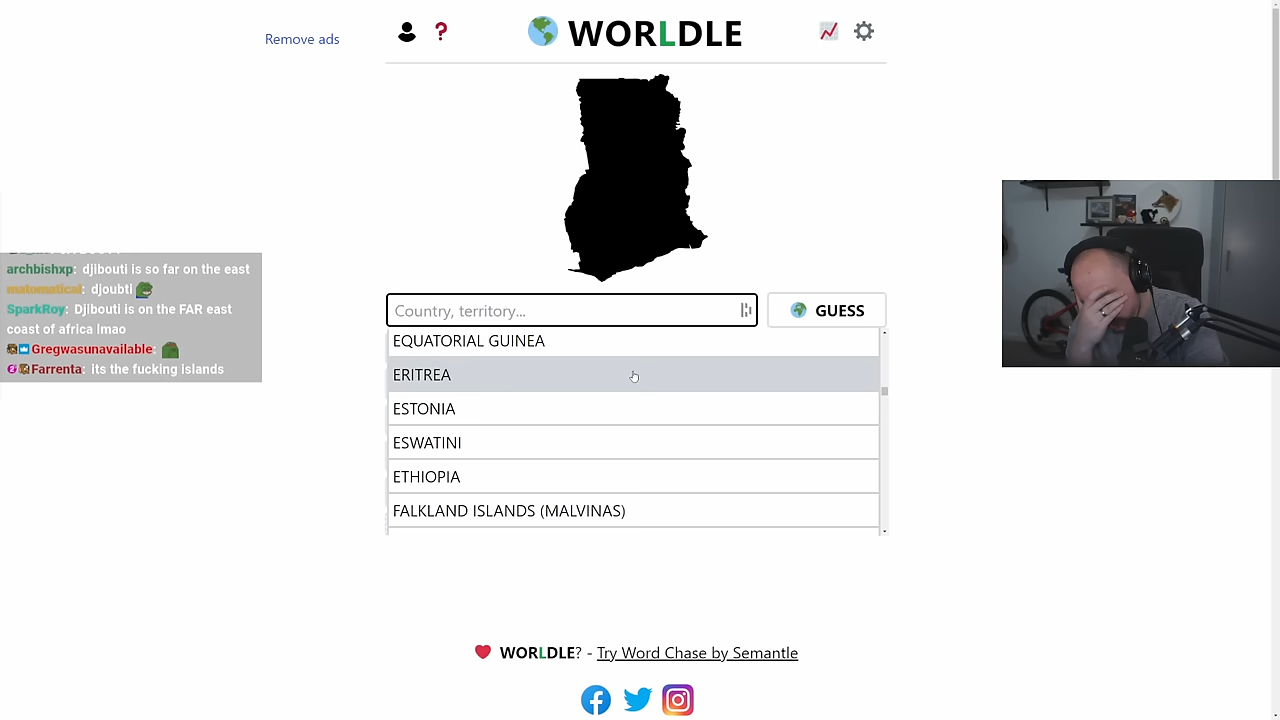 Remove ads
?
WORLDLE
archbishxp: djibouti is so far on the east
matomatical: djoubti
SparkRoy: Djibouti is on the FAR east
coast of africa lmao
Gregwasunavailable:
Farrenta: its the fucking islands
Country, territory...
GUESS
EQUATORIAL GUINEA
ERITREA
ESTONIA
ESWATINI
ETHIOPIA
FALKLAND ISLANDS (MALVINAS)
WORLDLE? - Try Word Chase by Semantle